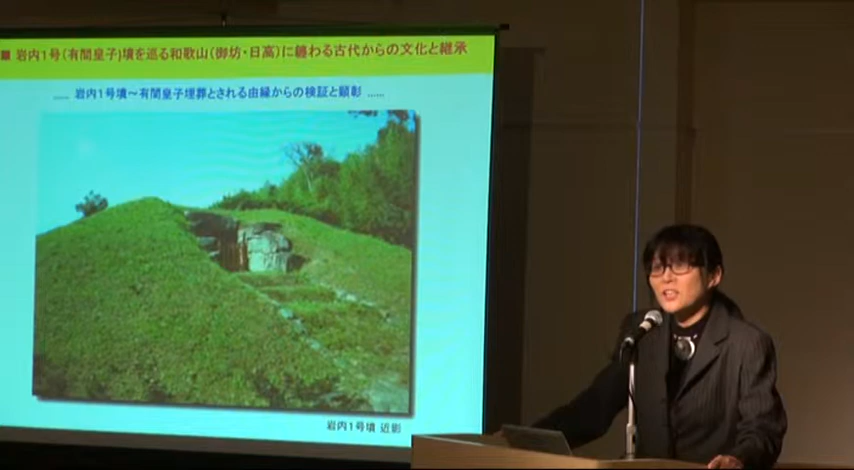 ■ 岩内1号(有間皇子)墳を巡る和歌山(御坊・日高)に纏わる古代からの文化と継承
…… 岩内1号墳～有間皇子埋葬とされる由縁からの検証と顕彰 ……
岩内1号墳 近影